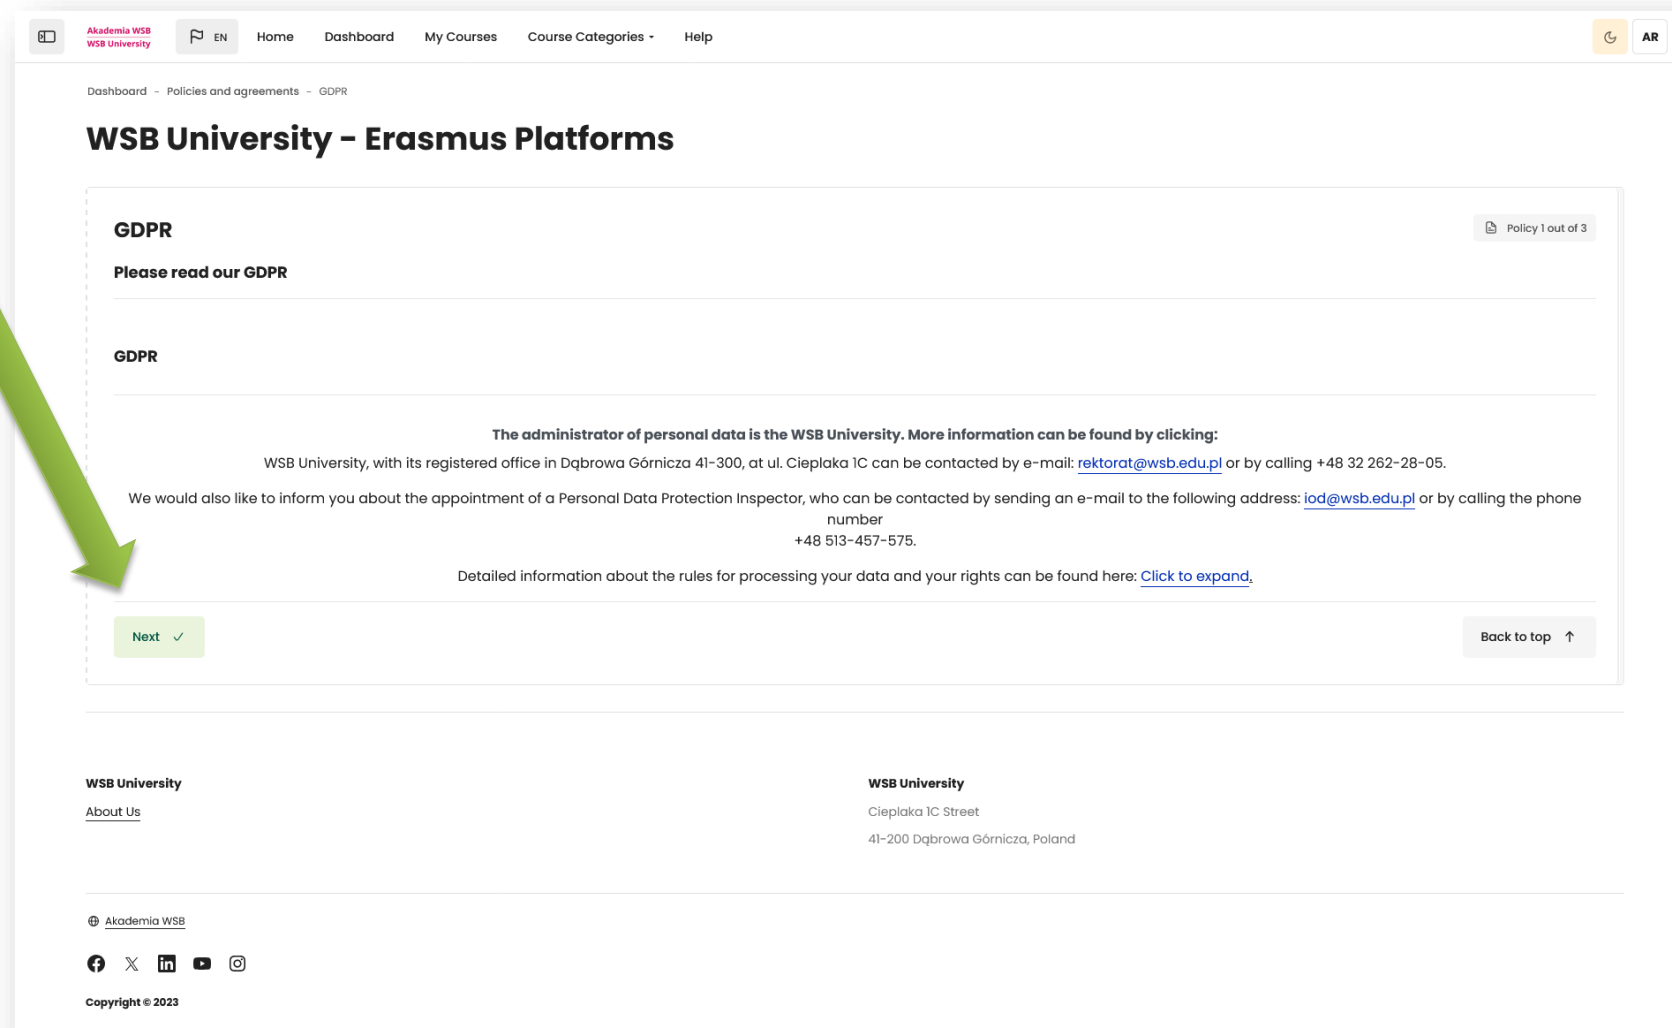 Akademia WSB
WSB University
EN
Home
Dashboard
My Courses
Course Categories
Help
AR
Dashboard - Policies and agreements - GDPR
WSB University - Erasmus Platforms
GDPR
Policy 1 out of 3
Please read our GDPR
GDPR
The administrator of personal data is the WSB University. More information can be found by clicking:
WSB University, with its registered office in Dąbrowa Górnicza 41-300, at ul. Cieplaka 1C can be contacted by e-mail: rektorat@wsb.edu.pl or by calling +48 32 262-28-05.
We would also like to inform you about the appointment of a Personal Data Protection Inspector, who can be contacted by sending an e-mail to the following address: iod@wsb.edu.pl or by calling the phone
number
+48 513-457-575.
Detailed information about the rules for processing your data and your rights can be found here: Click to expand.
Next
Back to top
WSB University
About Us
WSB University
Cieplaka 1C Street
41-200 Dąbrowa Górnicza, Poland
Akademia WSB
Copyright © 2023